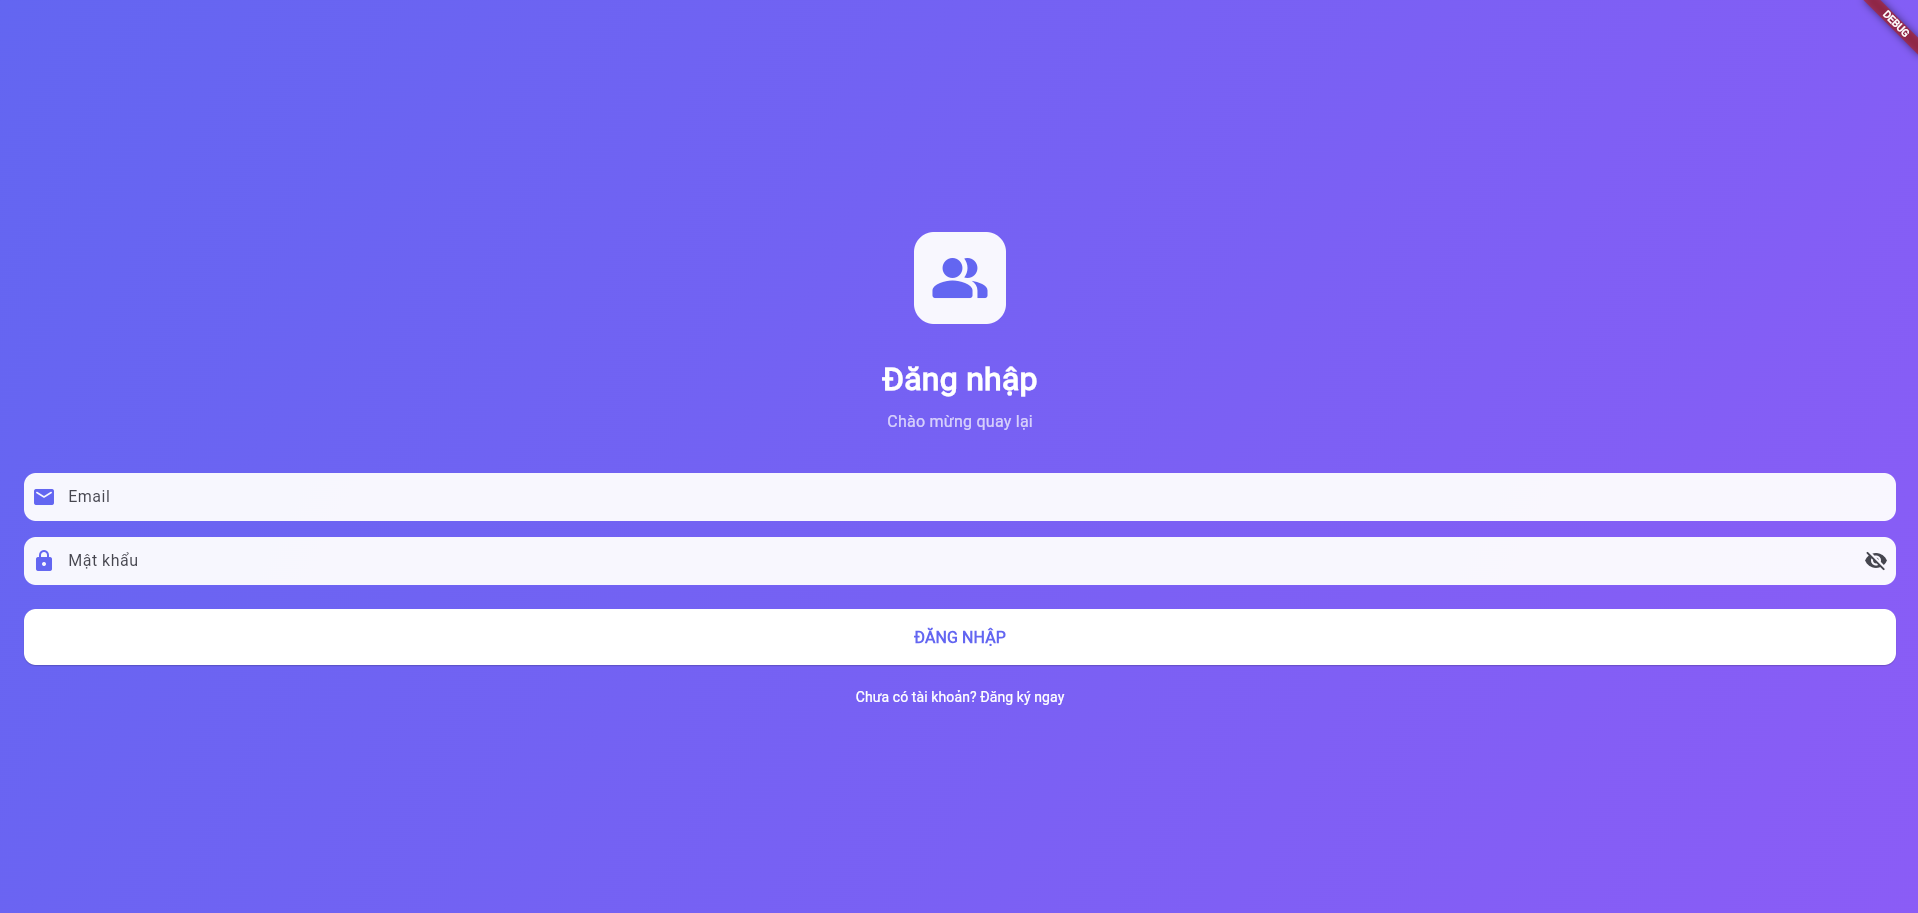 DEBUG
Đăng nhập
Chào mừng quay lại
Email
Mật khẩu
ĐĂNG NHẬP
Chưa có tài khoản? Đăng ký ngay